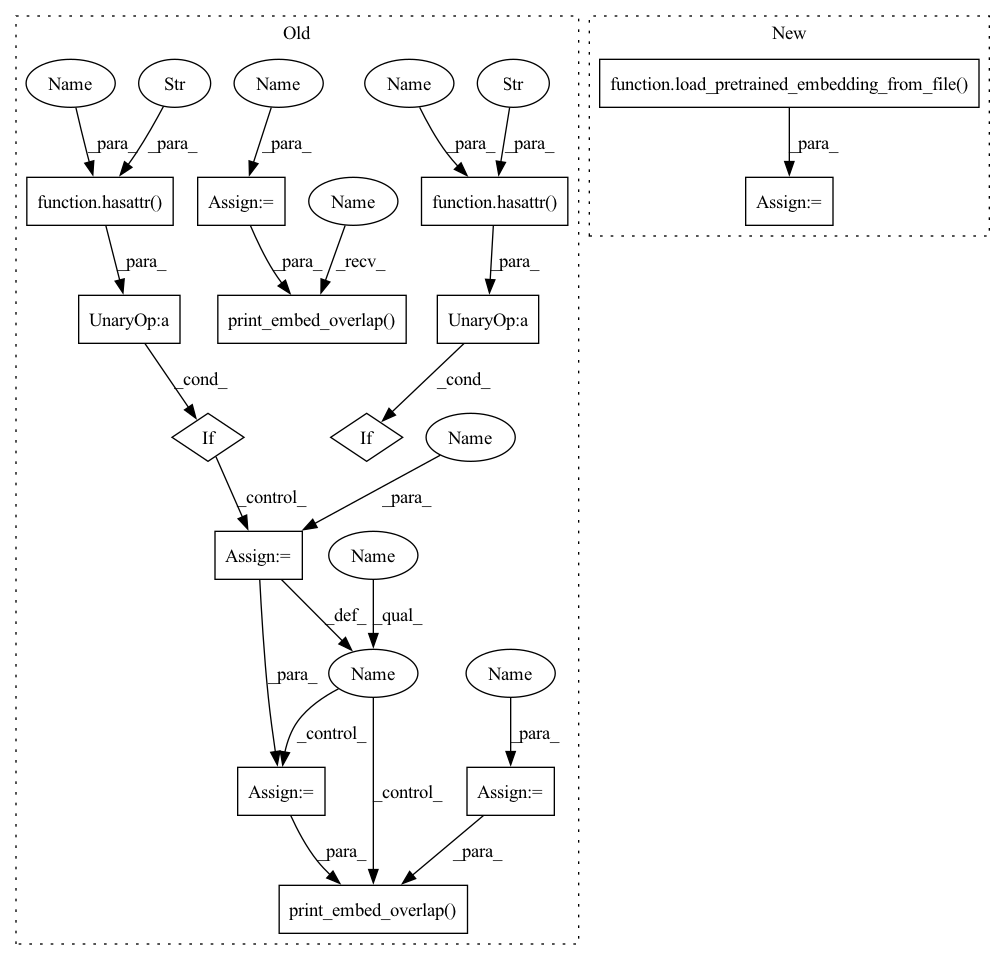 Old
New
Name
Str
Name
Name
Str
function.load_pretrained_embedding_from_file()
_para_
_para_
_para_
_para_
_para_
_para_
function.hasattr()
Assign:=
Name
function.hasattr()
Assign:=
_para_
_para_
_recv_
_para_
UnaryOp:a
print_embed_overlap()
UnaryOp:a
_cond_
_cond_
If
If
Name
_control_
_para_
Assign:=
Name
_def_
_qual_
_para_
Name
Name
_control_
_para_
Assign:=
_control_
Assign:=
_para_
_para_
print_embed_overlap()